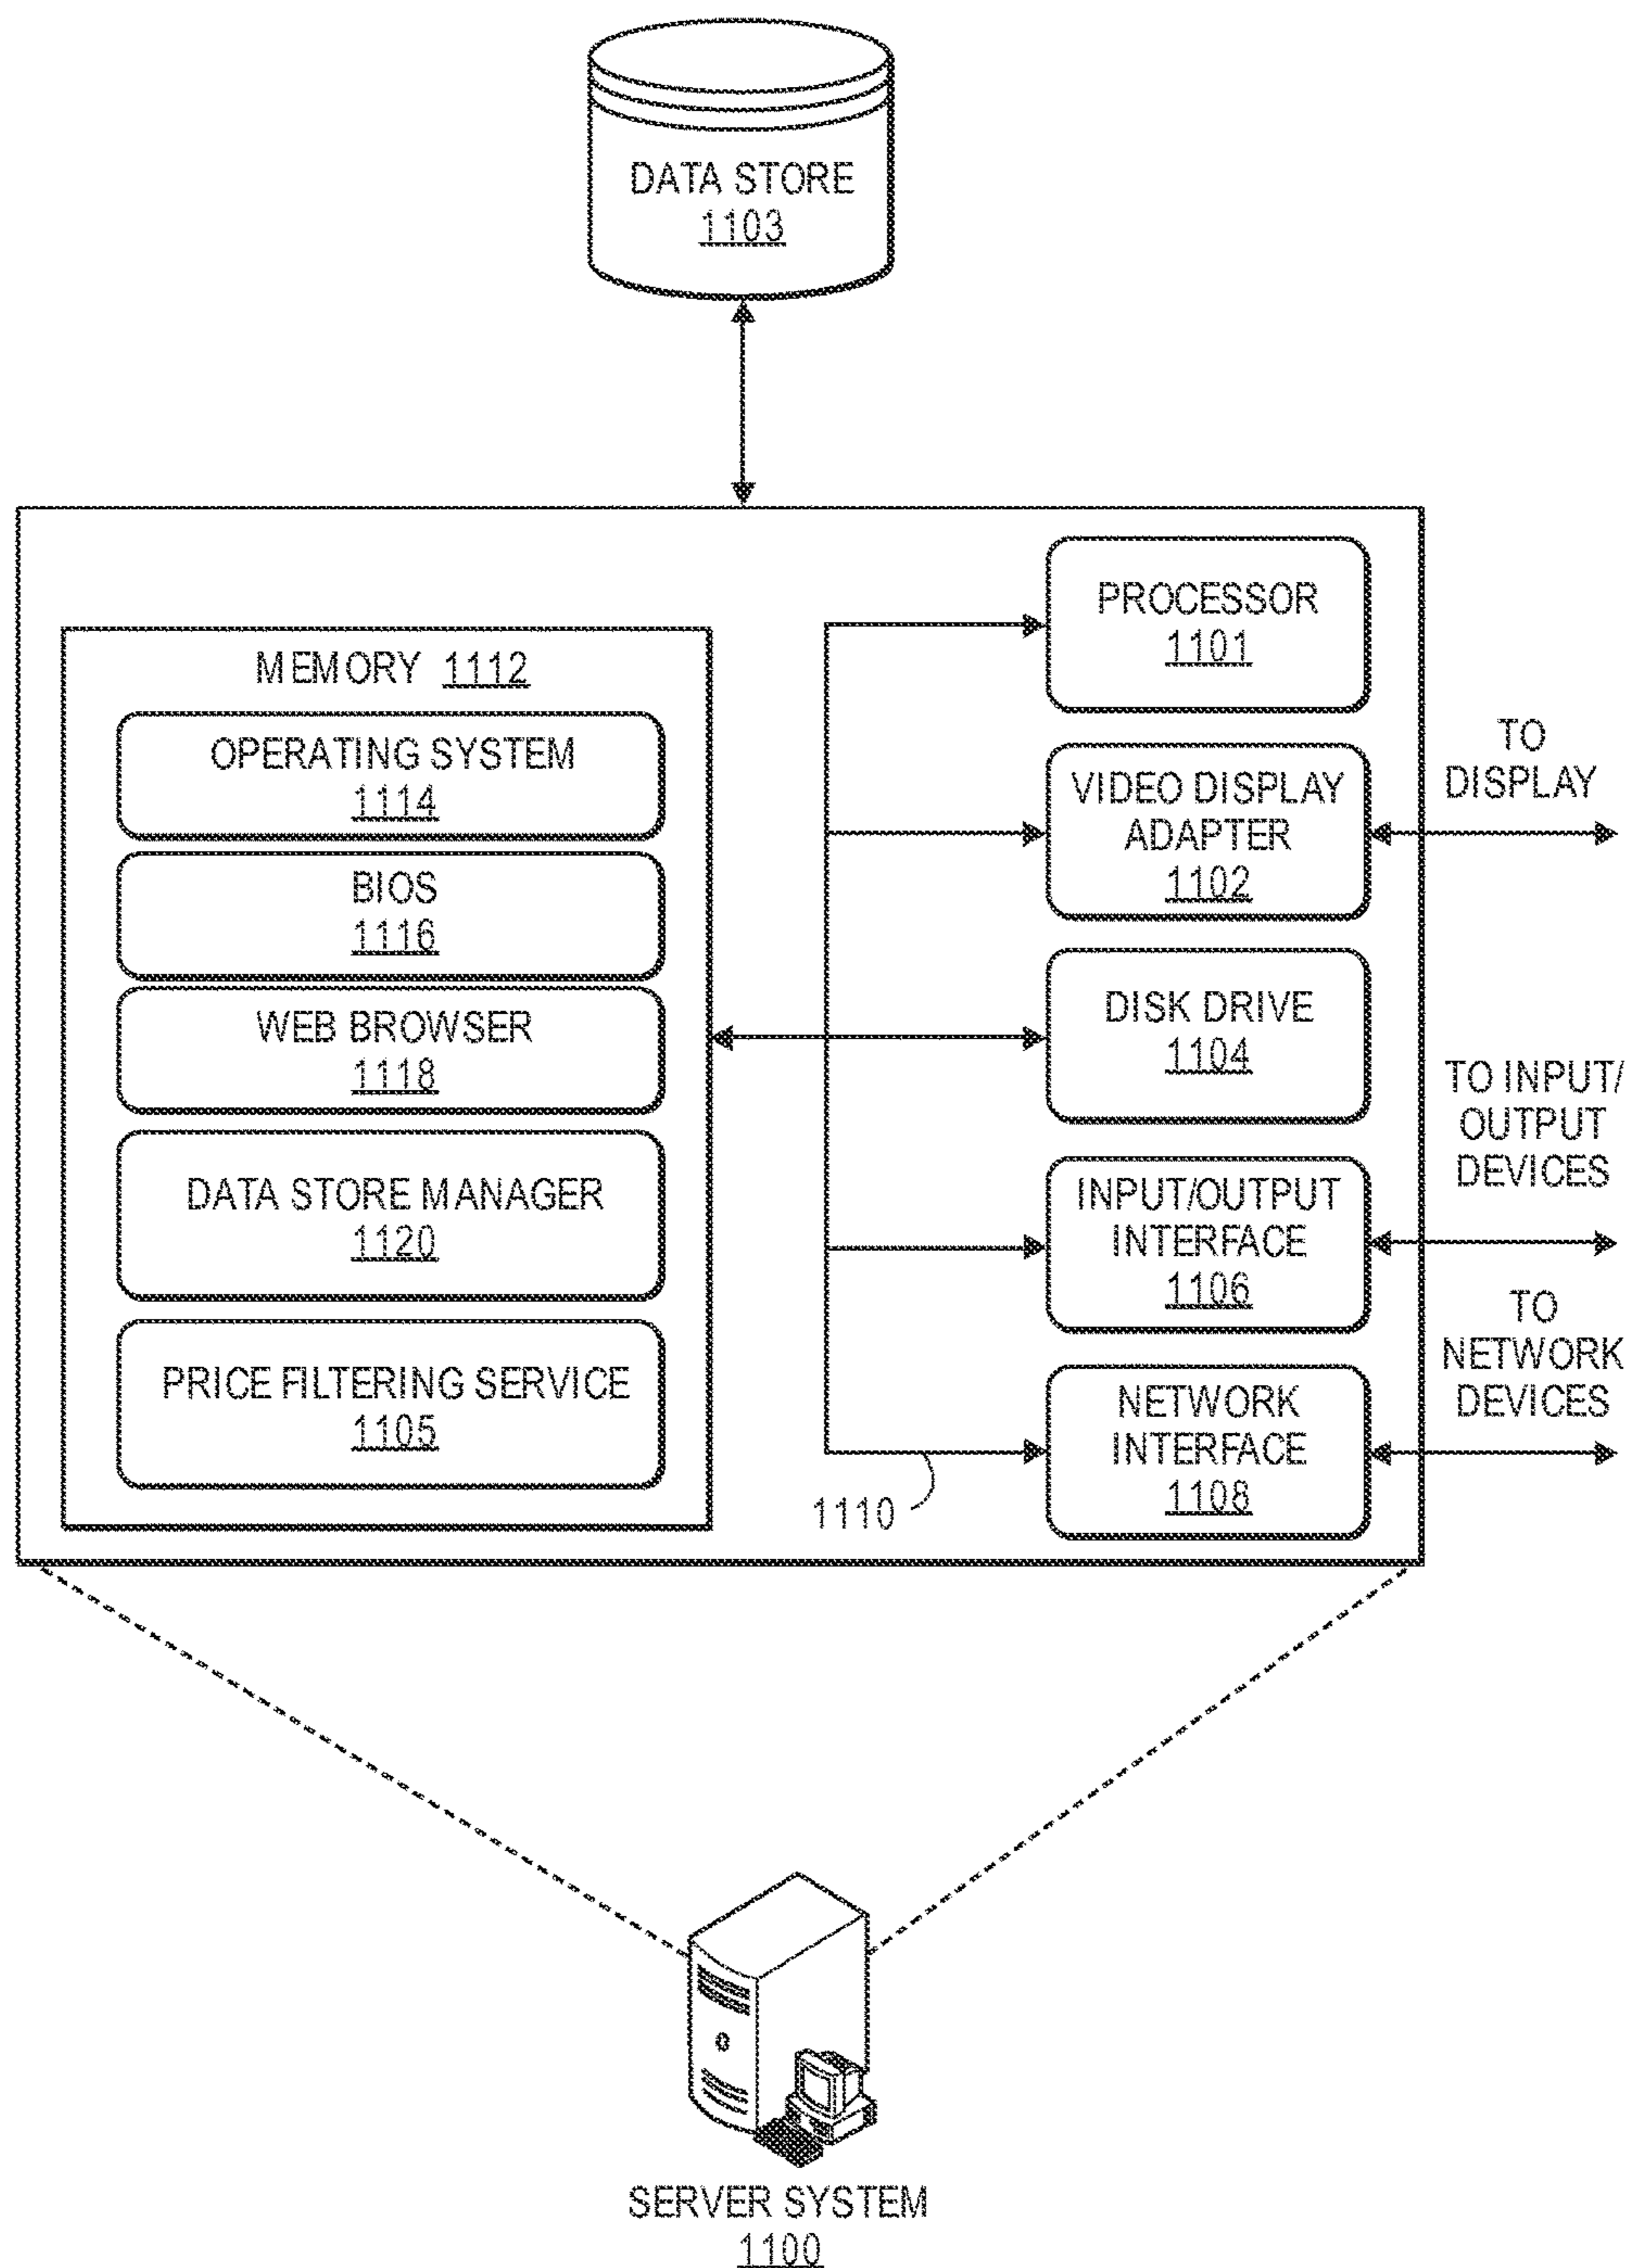 DATA STORE
1103
PROCESSOR
1101
MEMORY 1112
OPERATING SYSTEM
1114
BIOS
1116
WEB BROWSER
1118
DATA STORE MANAGER
1120
PRICE FILTERING SERVICE
1105
VIDEO DISPLAY
ADAPTER
1102
DISK DRIVE
1104
INPUT/OUTPUT
INTERFACE
1106
NETWORK
INTERFACE
1108
1110
TO
DISPLAY
TO INPUT/
OUTPUT
DEVICES
TO
NETWORK
DEVICES
SERVER SYSTEM
1100